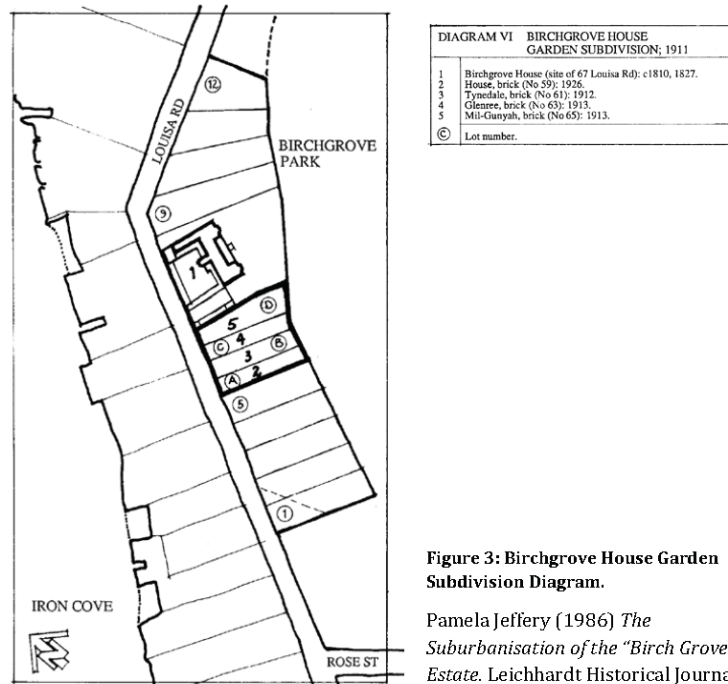 DIAGRAM VI BIRCHGROVE HOUSE
GARDEN SUBDIVISION; 1911
1 Birchgrove House (site of 67 Louisa Rd): c1810, 1827.
2 House, brick (No 59): 1926.
3 Tynedale, brick (No 61): 1912.
4 Glenree, brick (No 63): 1913.
5 Mil-Gunyah, brick (No 65): 1913.
C Lot number.
12
LOUISA RD
BIRCHGROVE
PARK
9
1
D
5
C 4 B
3
A 2
5
1
IRON COVE
ROSE ST
Figure 3: Birchgrove House Garden
Subdivision Diagram.
Pamela Jeffery (1986) The
Suburbanisation of the “Birch Grove
Estate. Leichhardt Historical Journa